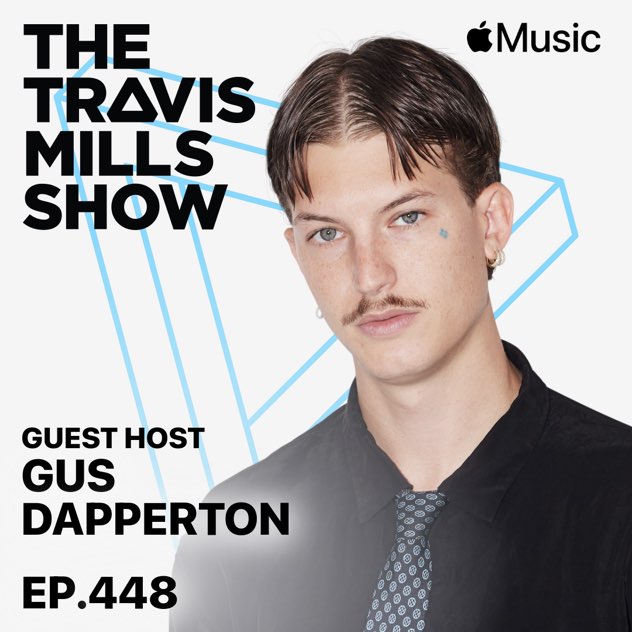 THE
TRAVIS
MILLS
SHOW
Music
GUEST HOST
GUS
DAPPERTON
EP.448